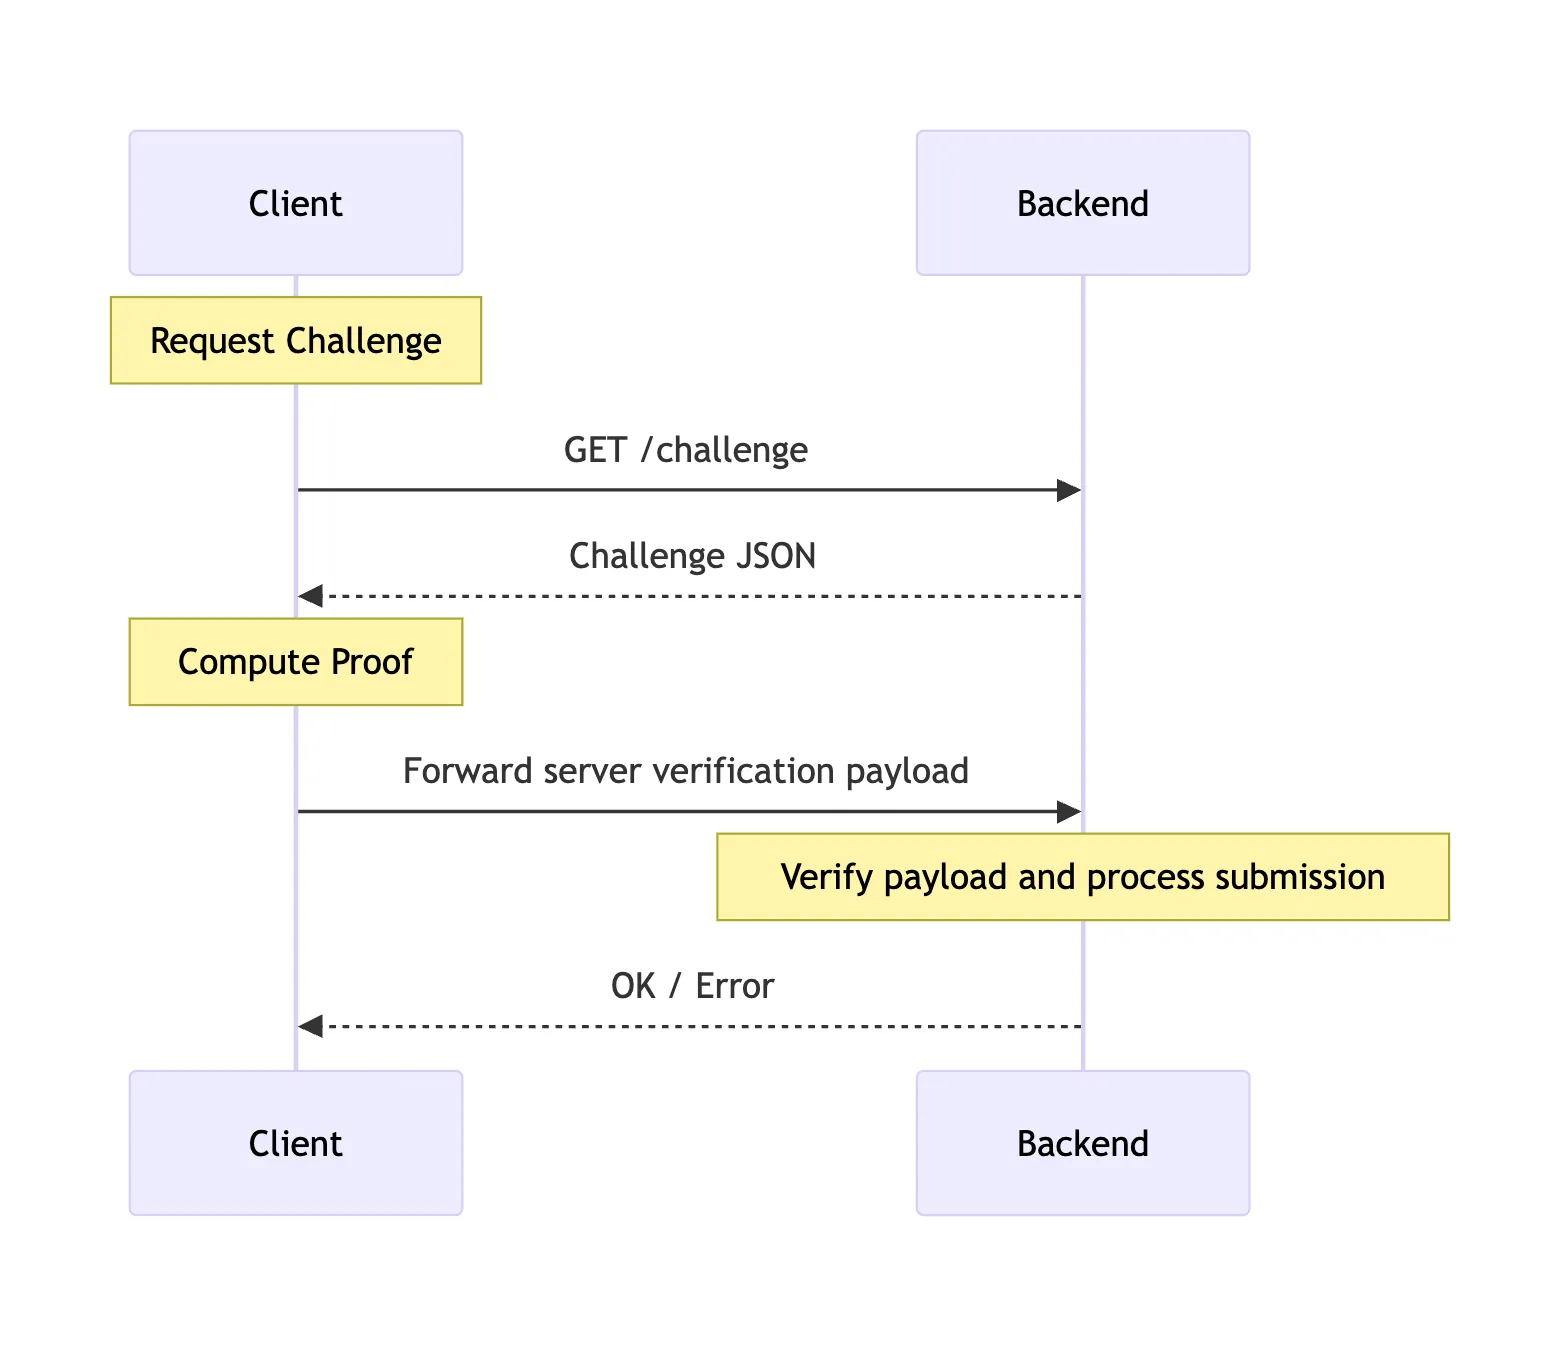 Client
Backend
Request Challenge
GET /challenge
Challenge JSON
Compute Proof
Forward server verification payload
Verify payload and process submission
OK / Error
Client
Backend